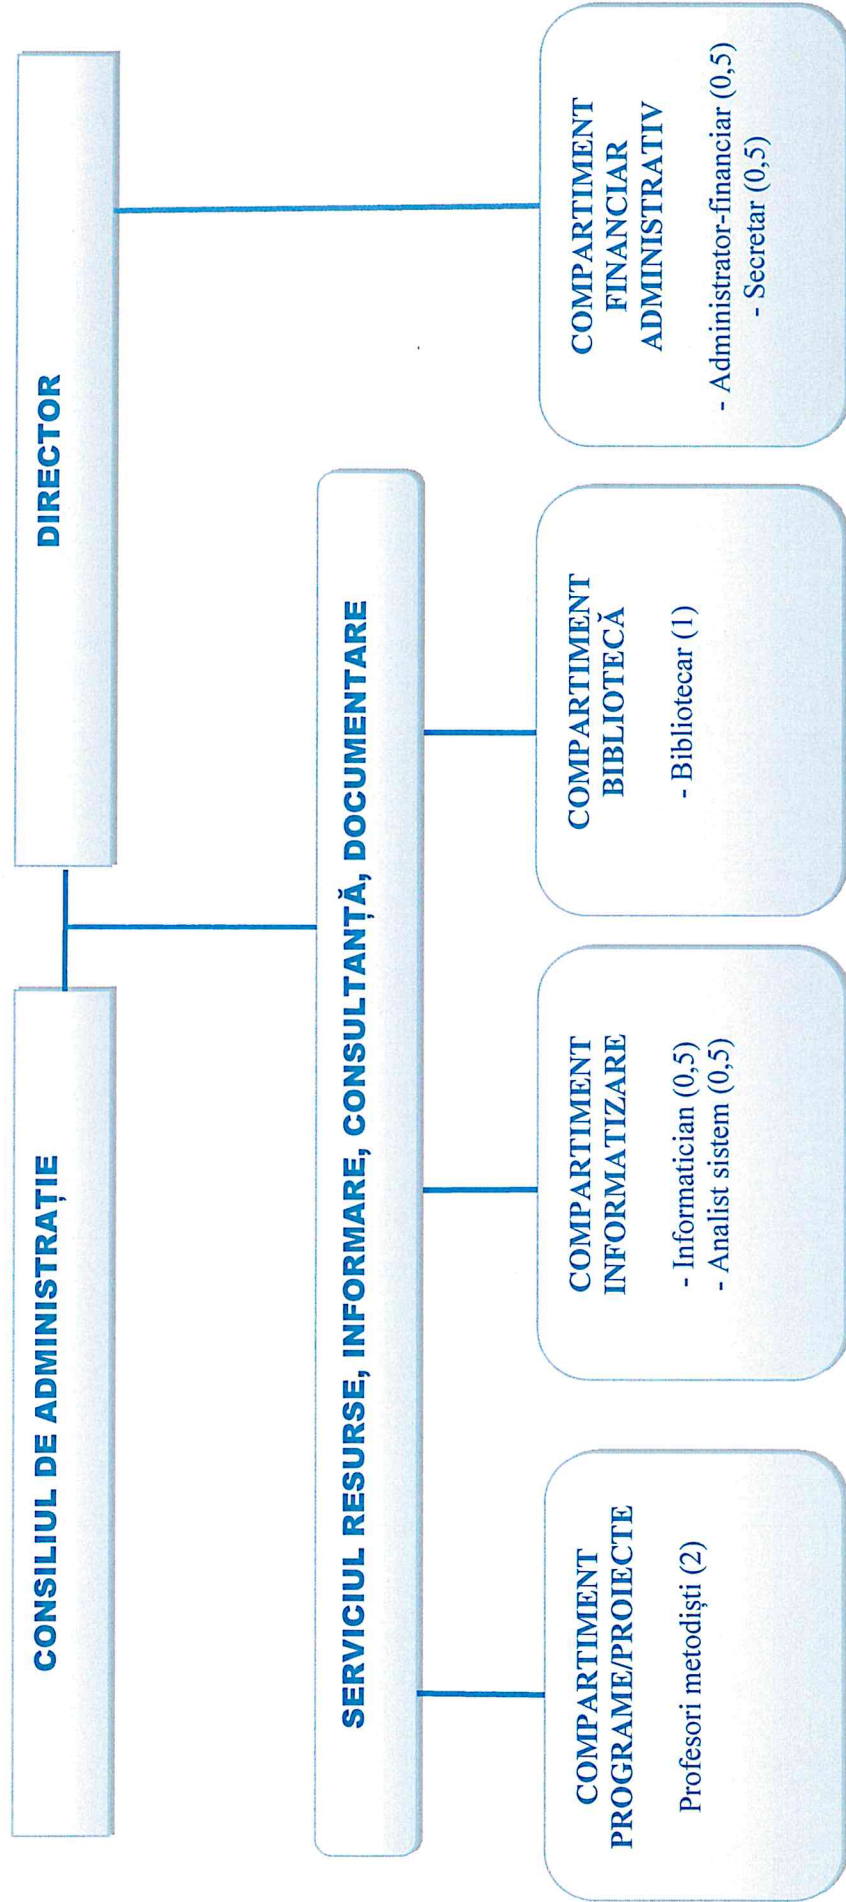 CONSILIUL DE ADMINISTRAȚIE
DIRECTOR
SERVICIUL RESURSE, INFORMARE, CONSULTANȚĂ, DOCUMENTARE
COMPARTIMENT
PROGRAME/PROIECTE
Profesori metodiști (2)
COMPARTIMENT
INFORMATIZARE
- Informatician (0,5)
- Analist sistem (0,5)
COMPARTIMENT
BIBLIOTECĂ
- Bibliotecar (1)
COMPARTIMENT
FINANCIAR
ADMINISTRATIV
- Administrator-financiar (0,5)
- Secretar (0,5)